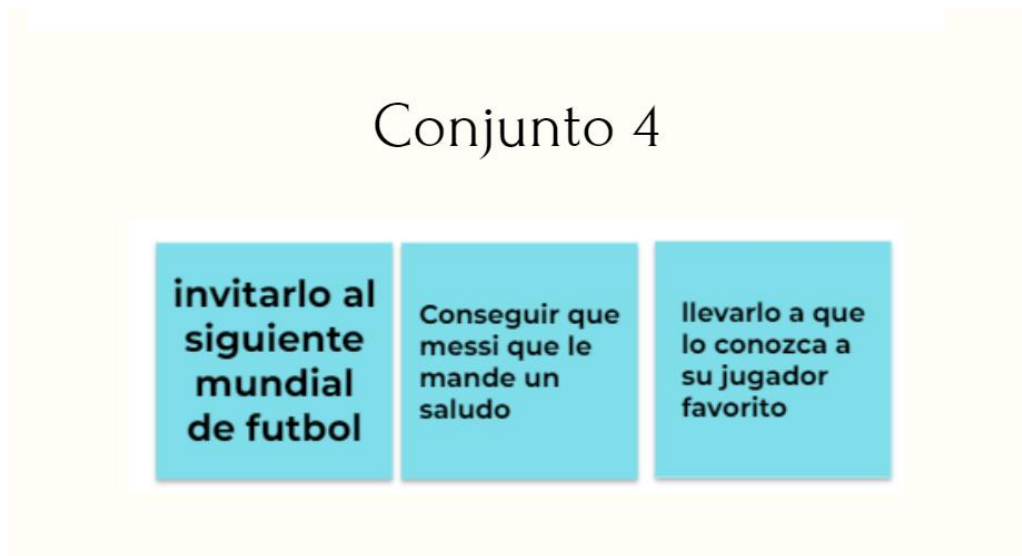 Conjunto 4
invitarlo al
siguiente
mundial
de futbol
Conseguir que
messi que le
mande un
saludo
llevarlo a que
lo conozca a
su jugador
favorito